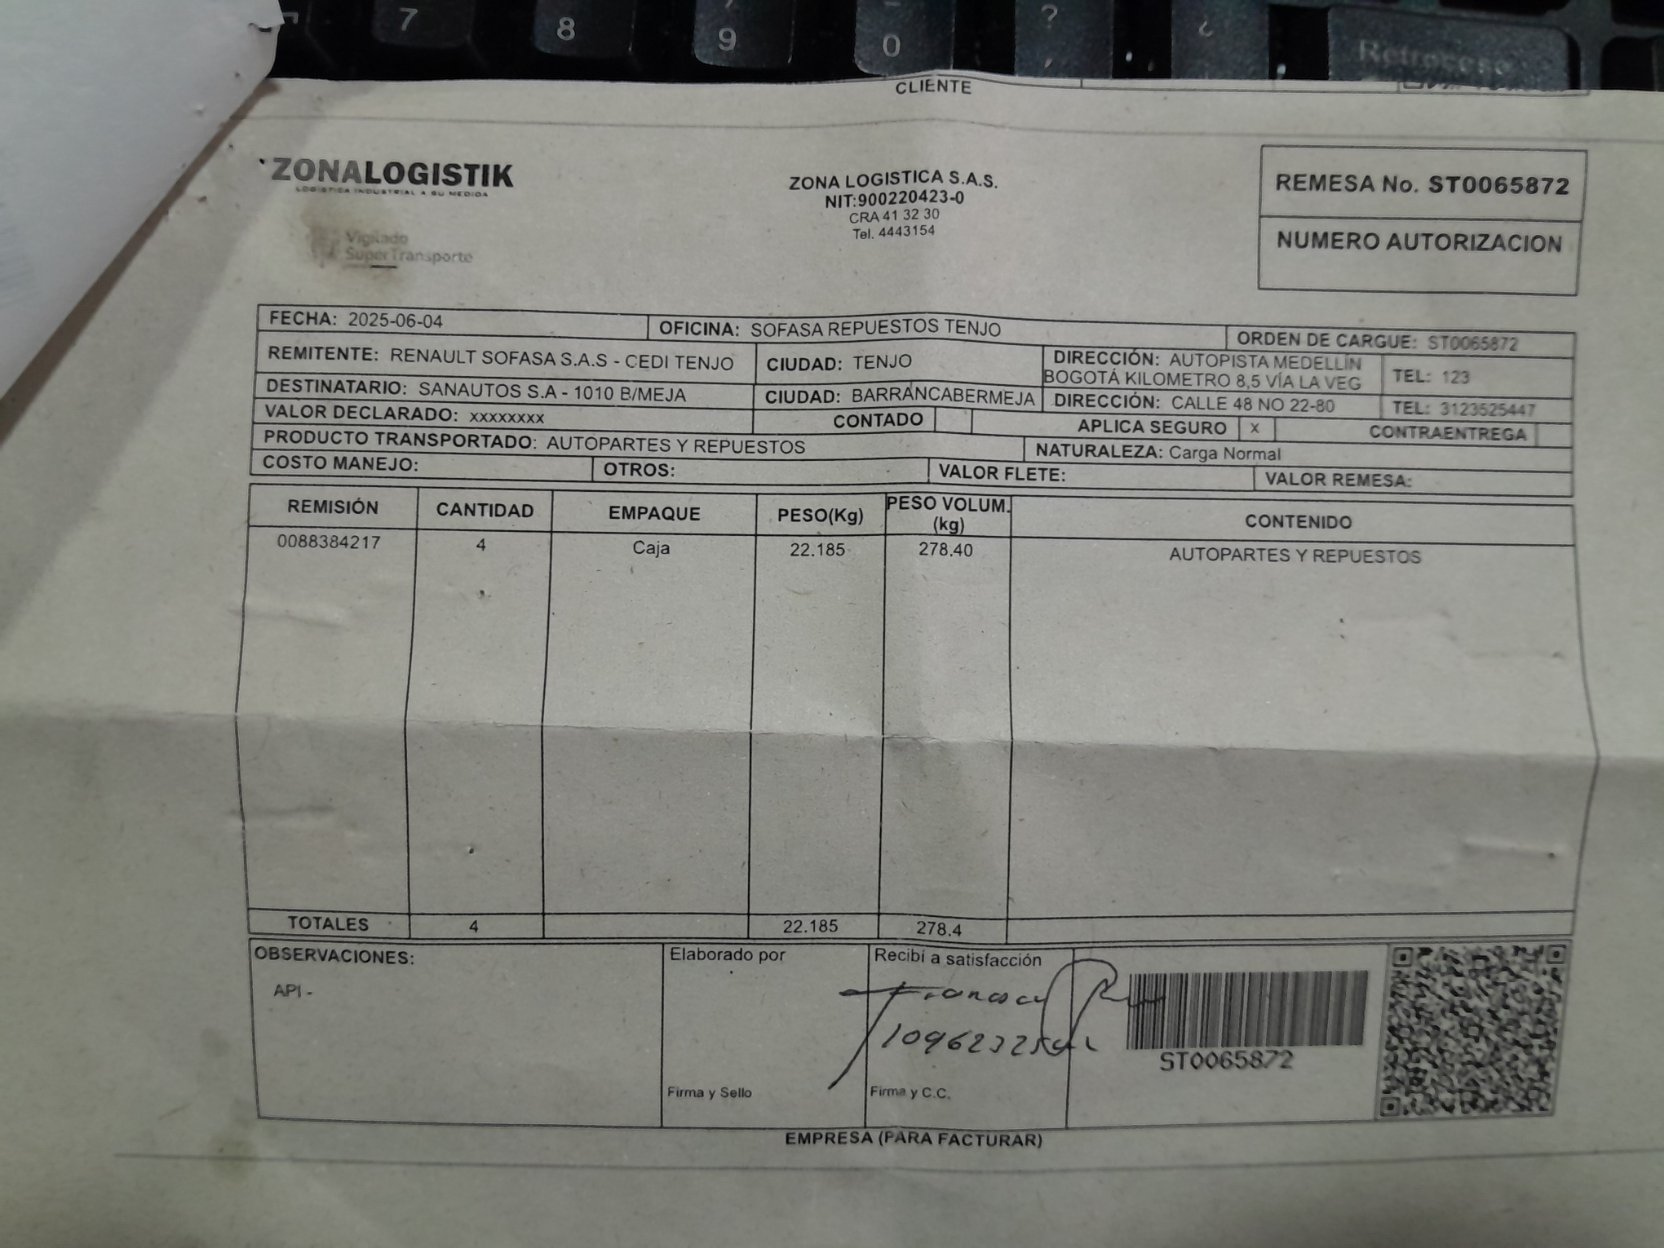 7 8 9 0 ? ¿ Retroceso
CLIENTE
ZONALOGISTIK
LOGÍSTICA INDUSTRIAL A SU MEDIDA
Vigilado
SuperTransporte
ZONA LOGISTICA S.A.S.
NIT:900220423-0
CRA 41 32 30
Tel. 4443154
REMESA No. ST0065872
NUMERO AUTORIZACION
FECHA: 2025-06-04 OFICINA: SOFASA REPUESTOS TENJO ORDEN DE CARGUE: ST0065872
REMITENTE: RENAULT SOFASA S.A.S - CEDI TENJO CIUDAD: TENJO DIRECCIÓN: AUTOPISTA MEDELLÍN BOGOTÁ KILOMETRO 8,5 VÍA LA VEG TEL: 123
DESTINATARIO: SANAUTOS S.A - 1010 B/MEJA CIUDAD: BARRANCABERMEJA DIRECCIÓN: CALLE 48 NO 22-80 TEL: 3123525447
VALOR DECLARADO: xxxxxxxx CONTADO APLICA SEGURO x CONTRAENTREGA
PRODUCTO TRANSPORTADO: AUTOPARTES Y REPUESTOS NATURALEZA: Carga Normal
COSTO MANEJO: OTROS: VALOR FLETE: VALOR REMESA:
REMISIÓN CANTIDAD EMPAQUE PESO(Kg) PESO VOLUM. (kg) CONTENIDO
0088384217 4 Caja 22.185 278.40 AUTOPARTES Y REPUESTOS
TOTALES 4 22.185 278.4
OBSERVACIONES: Elaborado por Recibí a satisfacción
API -
ST0065872
Firma y Sello Firma y C.C.
EMPRESA (PARA FACTURAR)